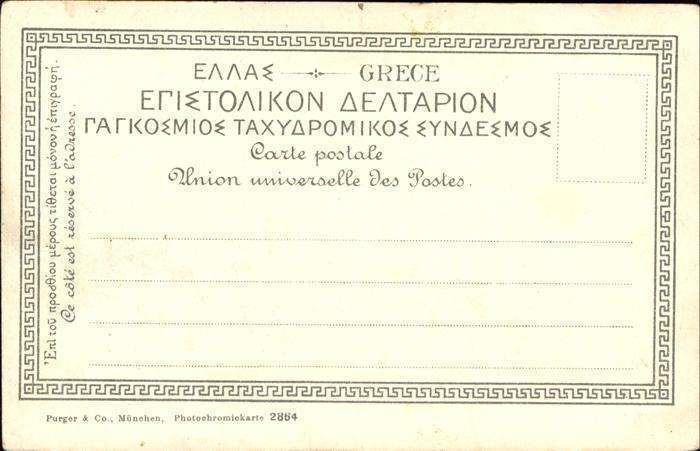 ΕΛΛΑΣ — GRECE
ΕΠΙΣΤΟΛΙΚΟΝ ΔΕΛΤΑΡΙΟΝ
ΠΑΓΚΟΣΜΙΟΣ ΤΑΧΥΔΡΟΜΙΚΟΣ ΣΥΝΔΕΣΜΟΣ
Carte postale
Union universelle des Postes.
Ἐπὶ τοῦ προσθίου μέρους τίθεται μόνον ἡ ἐπιγραφή.
Ce côté est réservé à l'adresse.
Purger & Co., München, Photochromiekarte 2864